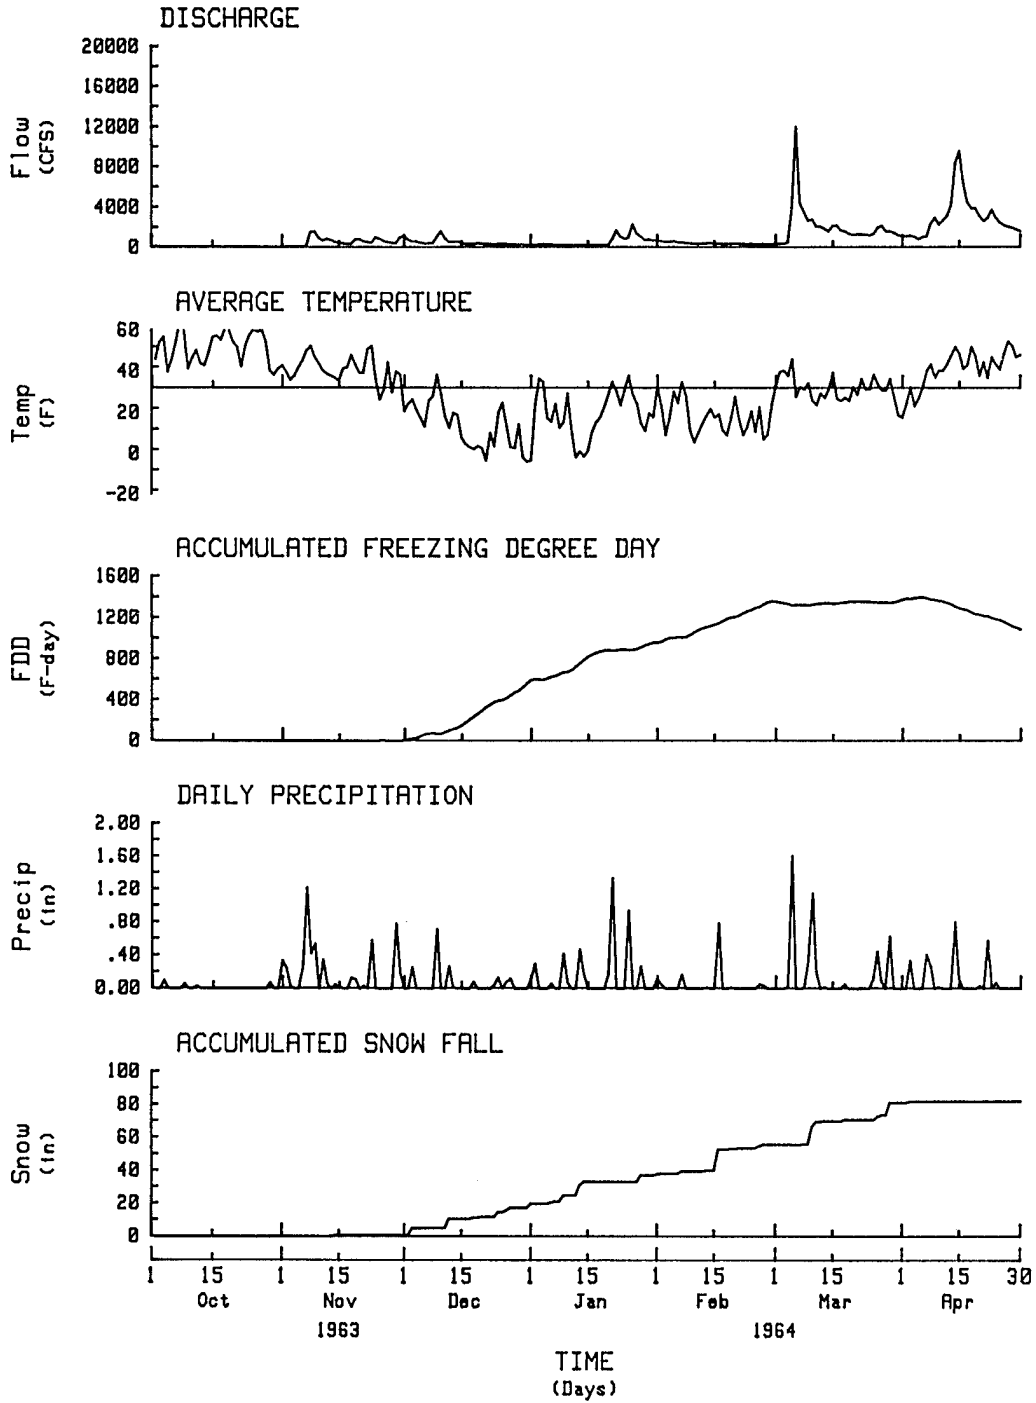 DISCHARGE
20000
16000
12000
8000
4000
0
Flow
(CFS)
AVERAGE TEMPERATURE
60
40
20
0
-20
Temp
(F)
ACCUMULATED FREEZING DEGREE DAY
1600
1200
800
400
0
FDD
(F-day)
DAILY PRECIPITATION
2.00
1.60
1.20
.80
.40
0.00
Precip
(in)
ACCUMULATED SNOW FALL
100
80
60
40
20
0
Snow
(in)
1 15 1 15 1 15 1 15 1 15 1 15 1 15 30
Oct Nov Dec Jan Feb Mar Apr
1963 1964
TIME
(Days)